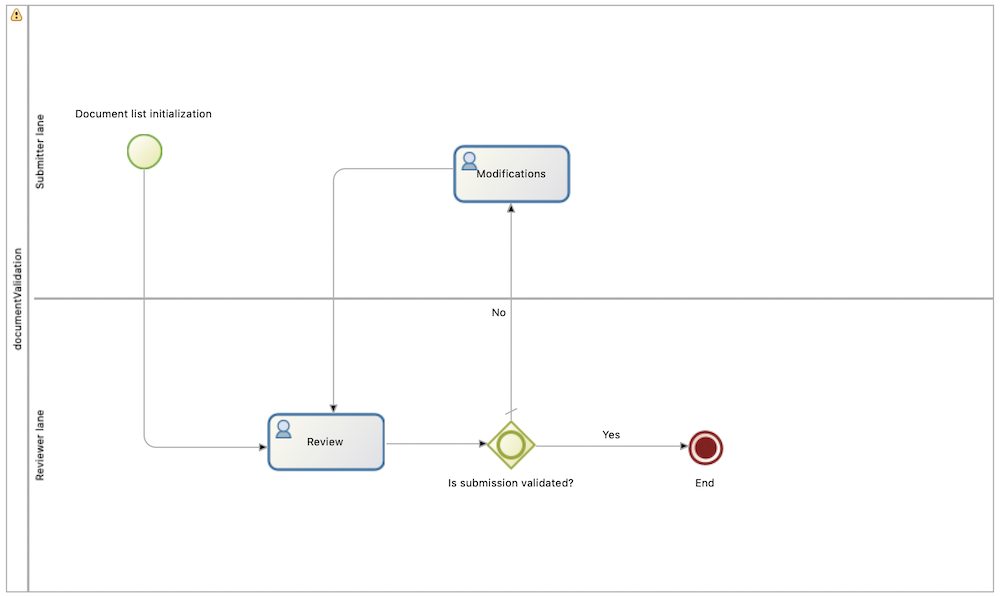 documentValidation
Submitter lane
Document list initialization
Modifications
No
Reviewer lane
Review
Is submission validated?
Yes
End